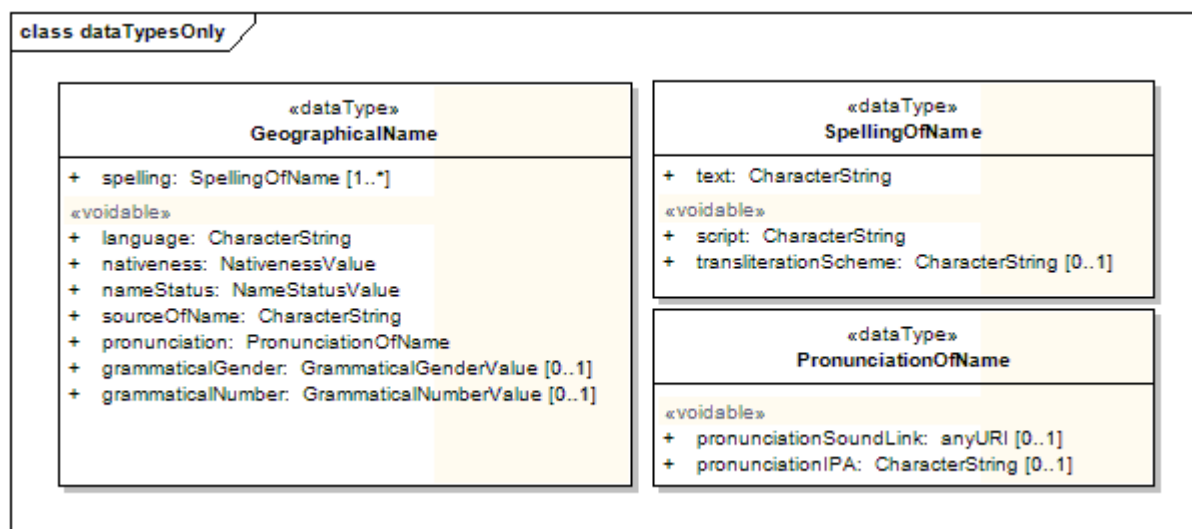 class dataTypesOnly
«dataType»
GeographicalName
+ spelling: SpellingOfName [1..*]
«voidable»
+ language: CharacterString
+ nativeness: NativenessValue
+ nameStatus: NameStatusValue
+ sourceOfName: CharacterString
+ pronunciation: PronunciationOfName
+ grammaticalGender: GrammaticalGenderValue [0..1]
+ grammaticalNumber: GrammaticalNumberValue [0..1]
«dataType»
SpellingOfName
+ text: CharacterString
«voidable»
+ script: CharacterString
+ transliterationScheme: CharacterString [0..1]
«dataType»
PronunciationOfName
«voidable»
+ pronunciationSoundLink: anyURI [0..1]
+ pronunciationIPA: CharacterString [0..1]